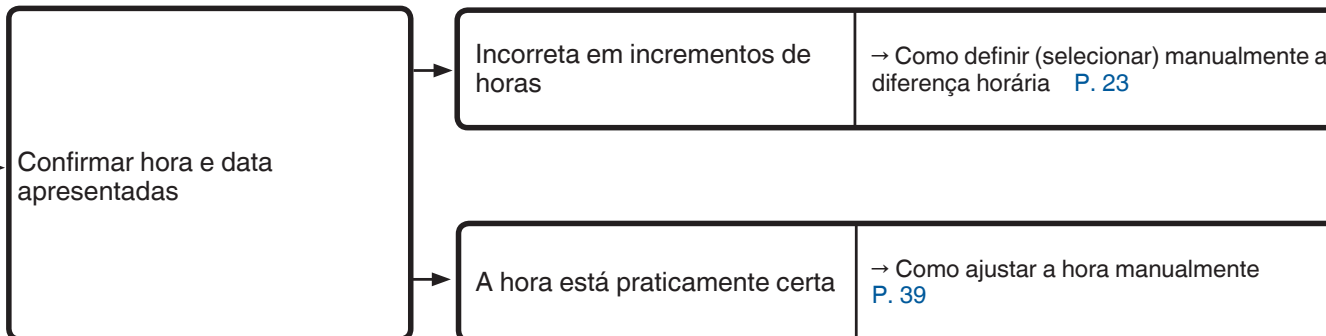 Confirmar hora e data
apresentadas
Incorreta em incrementos de
horas
→ Como definir (selecionar) manualmente a
diferença horária P. 23
A hora está praticamente certa
→ Como ajustar a hora manualmente
P. 39